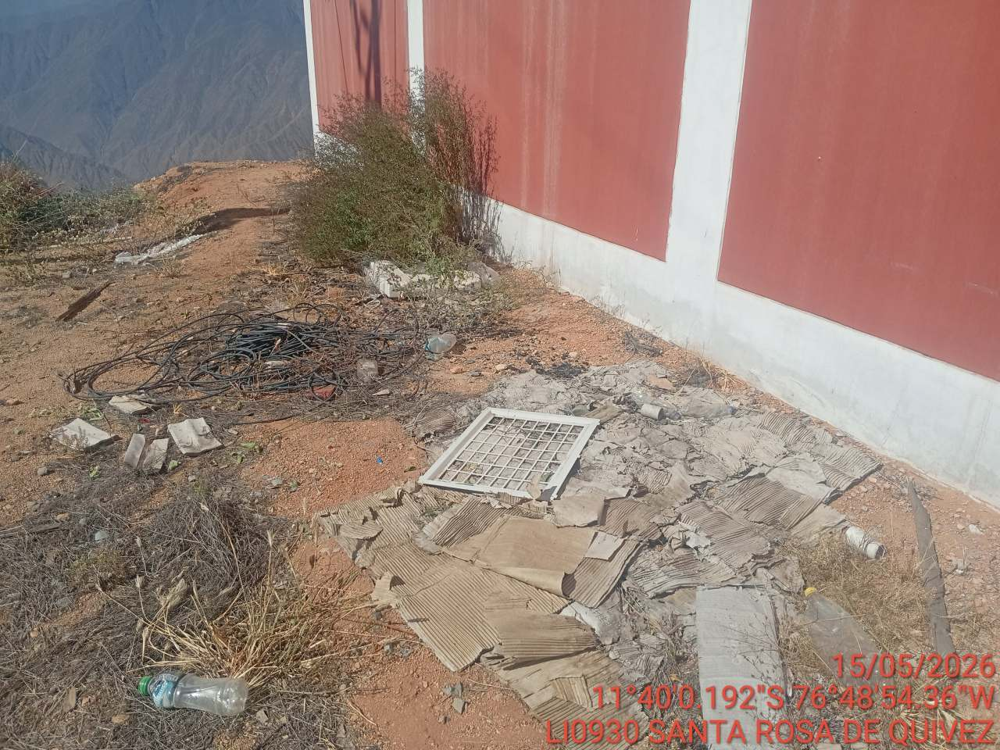 15/05/2026
11°40'0.192"S 76°48'54.36"W
LI0930 SANTA ROSA DE QUIVEZ